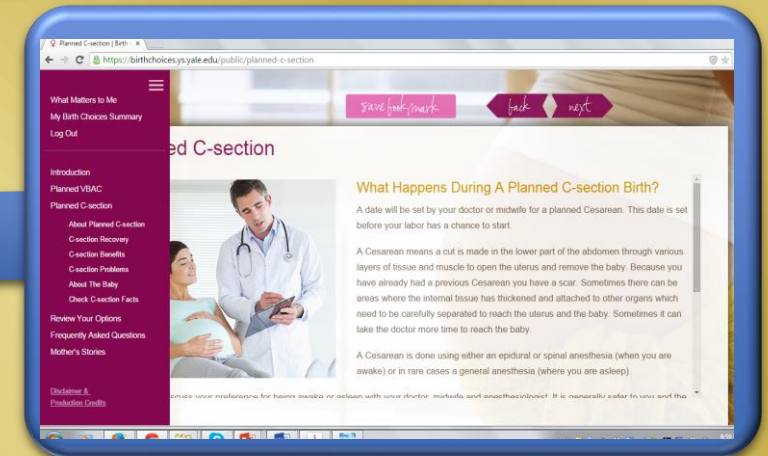 Planned C-section | Birth
https://birthchoices.ys.yale.edu/public/planned-c-section
What Matters to Me
My Birth Choices Summary
Log Out
Introduction
Planned VBAC
Planned C-section
About Planned C-section
C-section Recovery
C-section Benefits
C-section Problems
About The Baby
Check C-section Facts
Review Your Options
Frequently Asked Questions
Mother's Stories
Disclaimer &
Production Credits
save bookmark
back
next
ed C-section
What Happens During A Planned C-section Birth?
A date will be set by your doctor or midwife for a planned Cesarean. This date is set
before your labor has a chance to start.
A Cesarean means a cut is made in the lower part of the abdomen through various
layers of tissue and muscle to open the uterus and remove the baby. Because you
have already had a previous Cesarean you have a scar. Sometimes there can be
areas where the internal tissue has thickened and attached to other organs which
need to be carefully separated to reach the uterus and the baby. Sometimes it can
take the doctor more time to reach the baby.
A Cesarean is done using either an epidural or spinal anesthesia (when you are
awake) or in rare cases a general anesthesia (where you are asleep).
scuss your preference for being awake or asleep with your doctor, midwife and anesthesiologist. It is generally safer to you and the